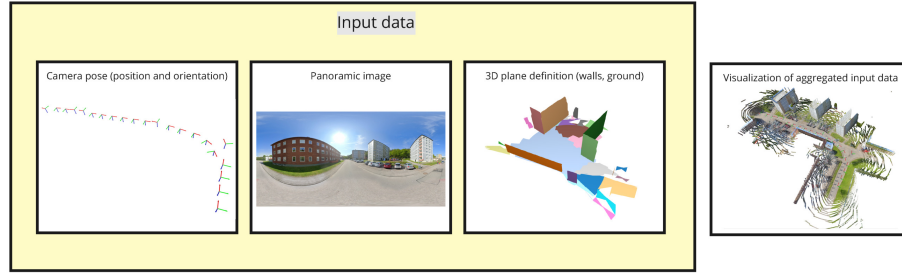 Input data
Camera pose (position and orientation)
Panoramic image
3D plane definition (walls, ground)
Visualization of aggregated input data